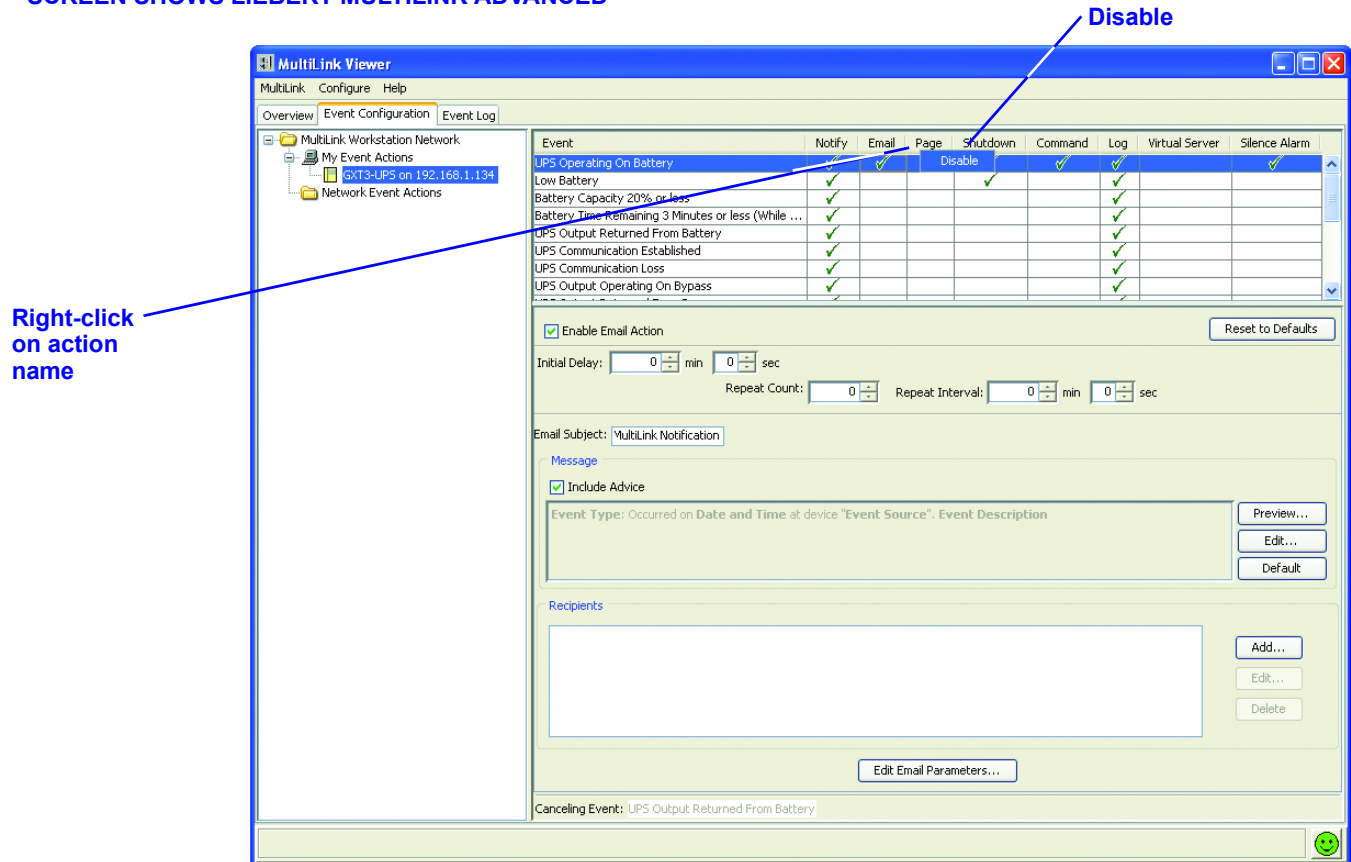 SCREEN SHOWS LIEBERT MULTILINK ADVANCED
Disable
MultiLink Viewer
MultiLink Configure Help
Overview Event Configuration Event Log
MultiLink Workstation Network
My Event Actions
GXT3-UPS on 192.168.1.134
Network Event Actions
Event Notify Email Page Shutdown Command Log Virtual Server Silence Alarm
UPS Operating On Battery
Disable
Low Battery
Battery Capacity 20% or less
Battery Time Remaining 3 Minutes or less (While ...
UPS Output Returned From Battery
UPS Communication Established
UPS Communication Loss
UPS Output Operating On Bypass
Right-click
on action
name
Enable Email Action
Reset to Defaults
Initial Delay: 0 min 0 sec
Repeat Count: 0 Repeat Interval: 0 min 0 sec
Email Subject: MultiLink Notification
Message
Include Advice
Event Type: Occurred on Date and Time at device "Event Source". Event Description
Preview...
Edit...
Default
Recipients
Add...
Edit...
Delete
Edit Email Parameters...
Canceling Event: UPS Output Returned From Battery